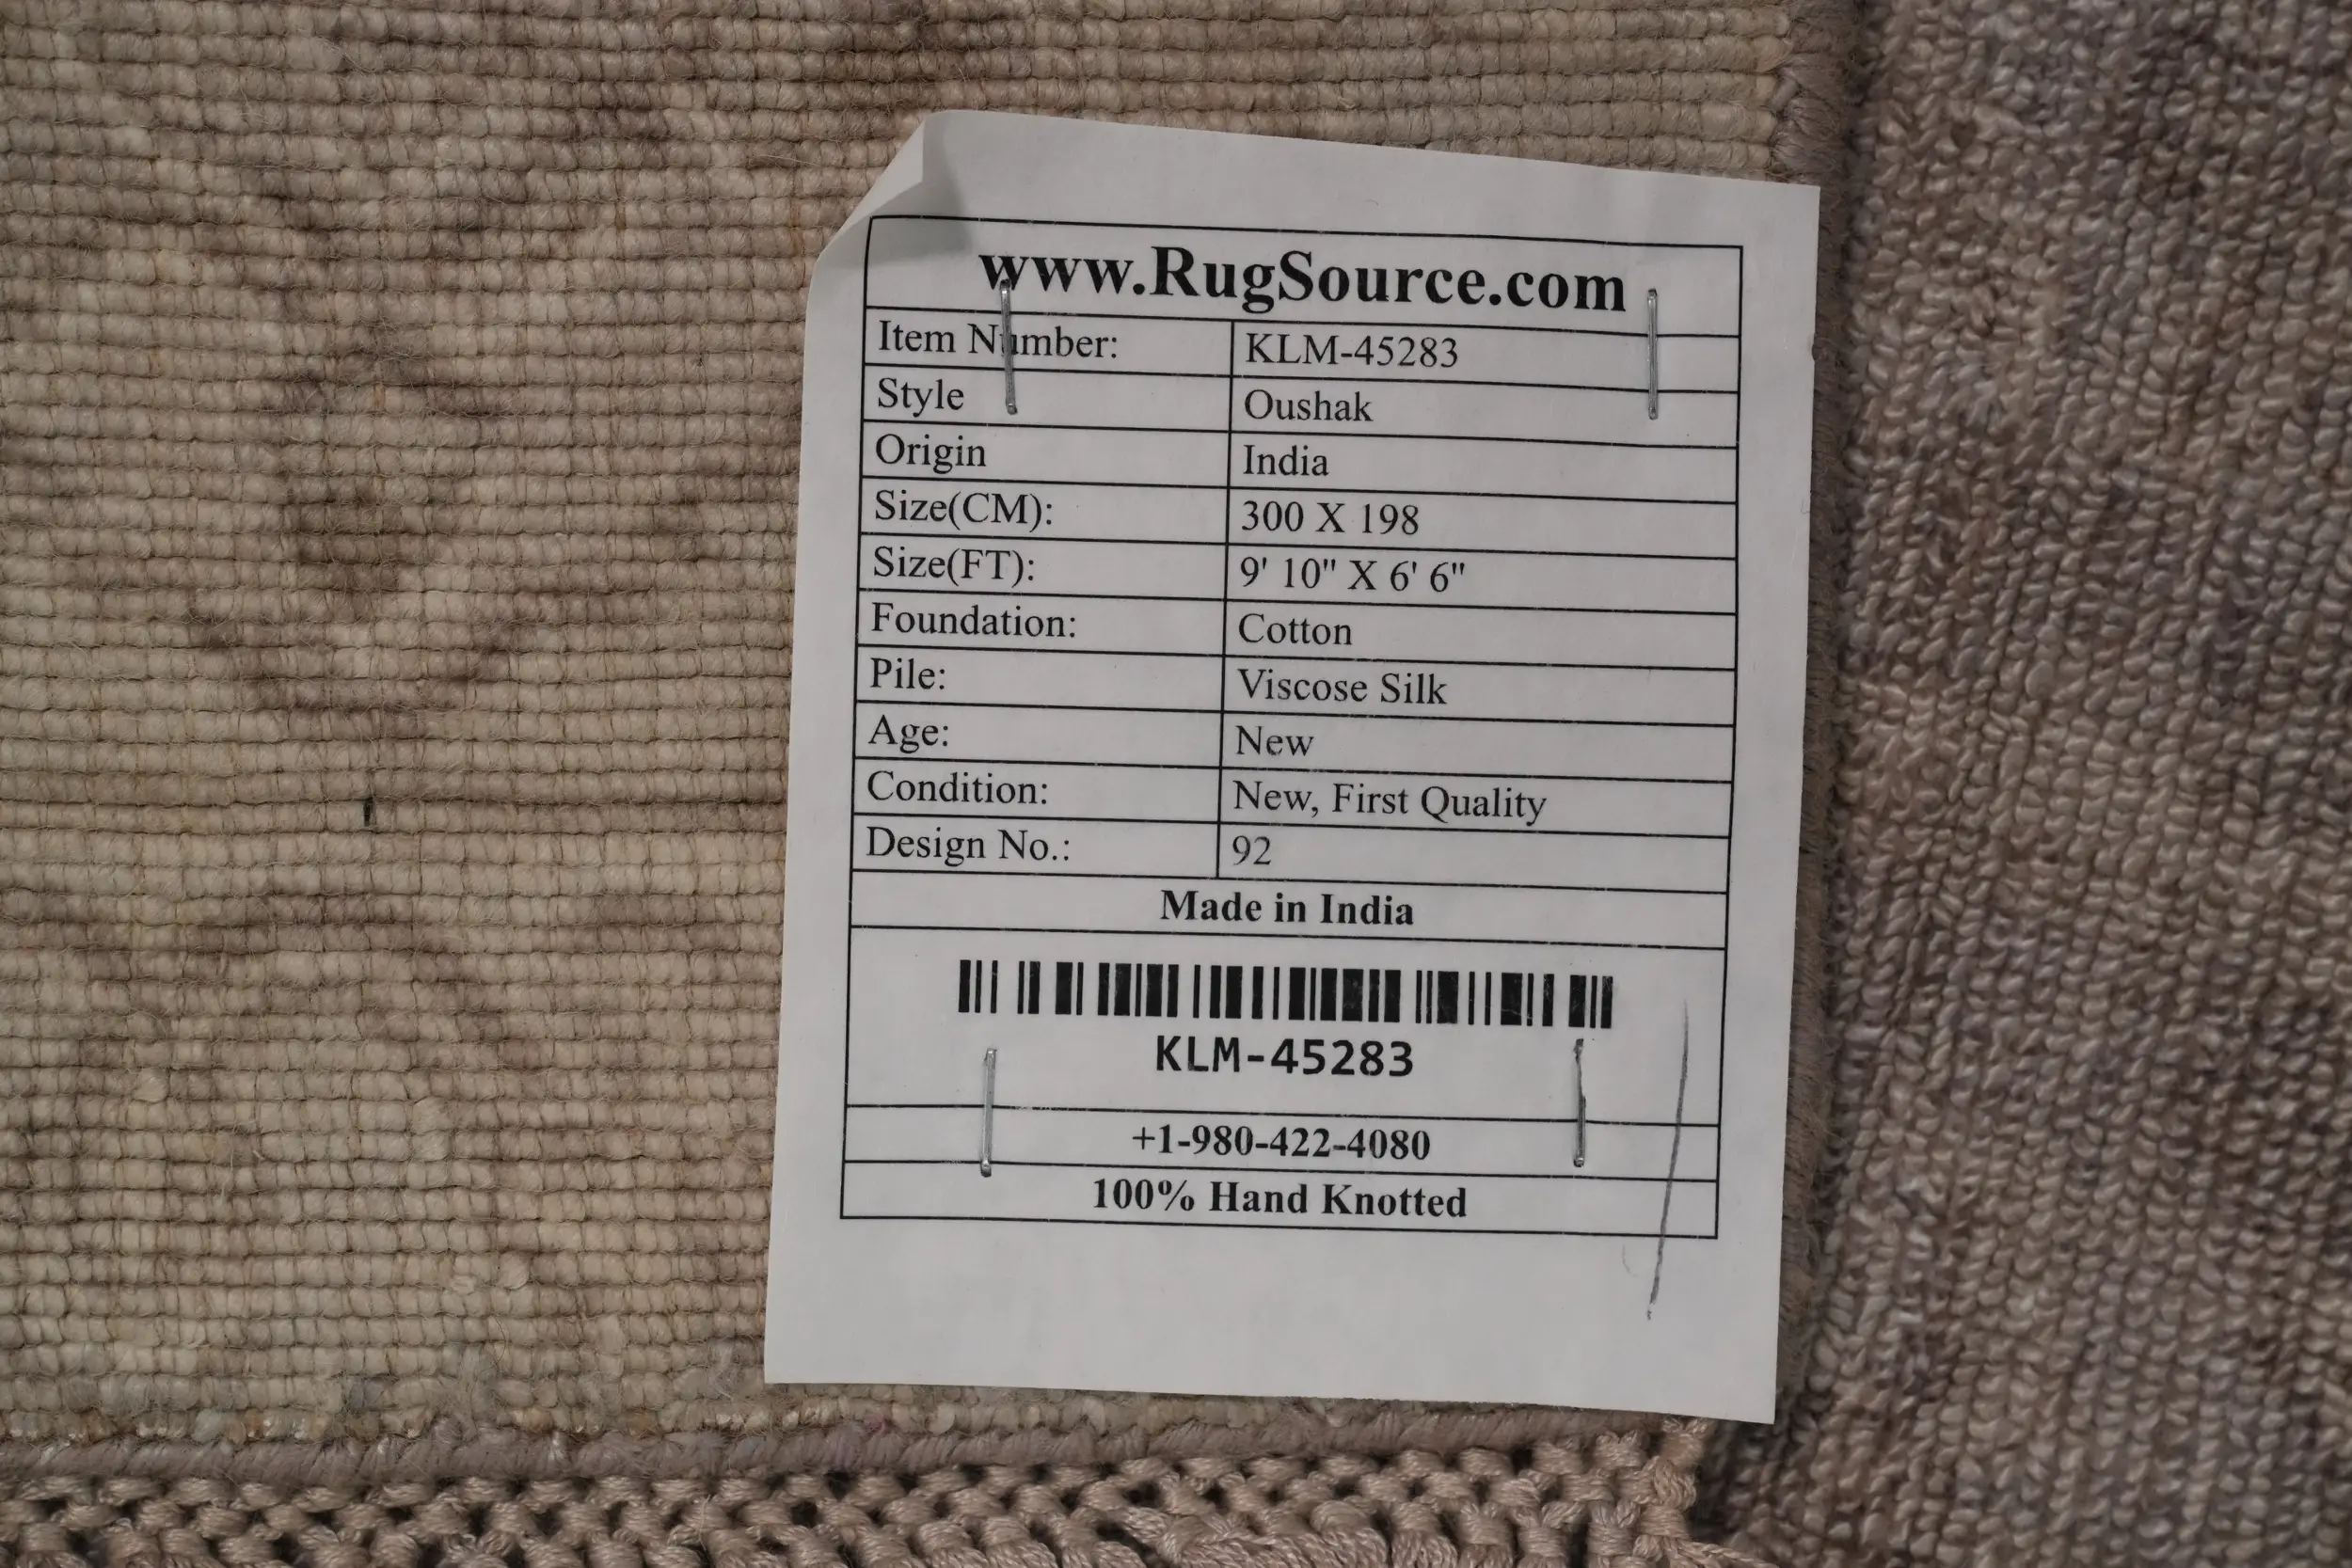 www.RugSource.com
Item Number: KLM-45283
Style Oushak
Origin India
Size(CM): 300 X 198
Size(FT): 9' 10" X 6' 6"
Foundation: Cotton
Pile: Viscose Silk
Age: New
Condition: New, First Quality
Design No.: 92
Made in India
KLM-45283
+1-980-422-4080
100% Hand Knotted